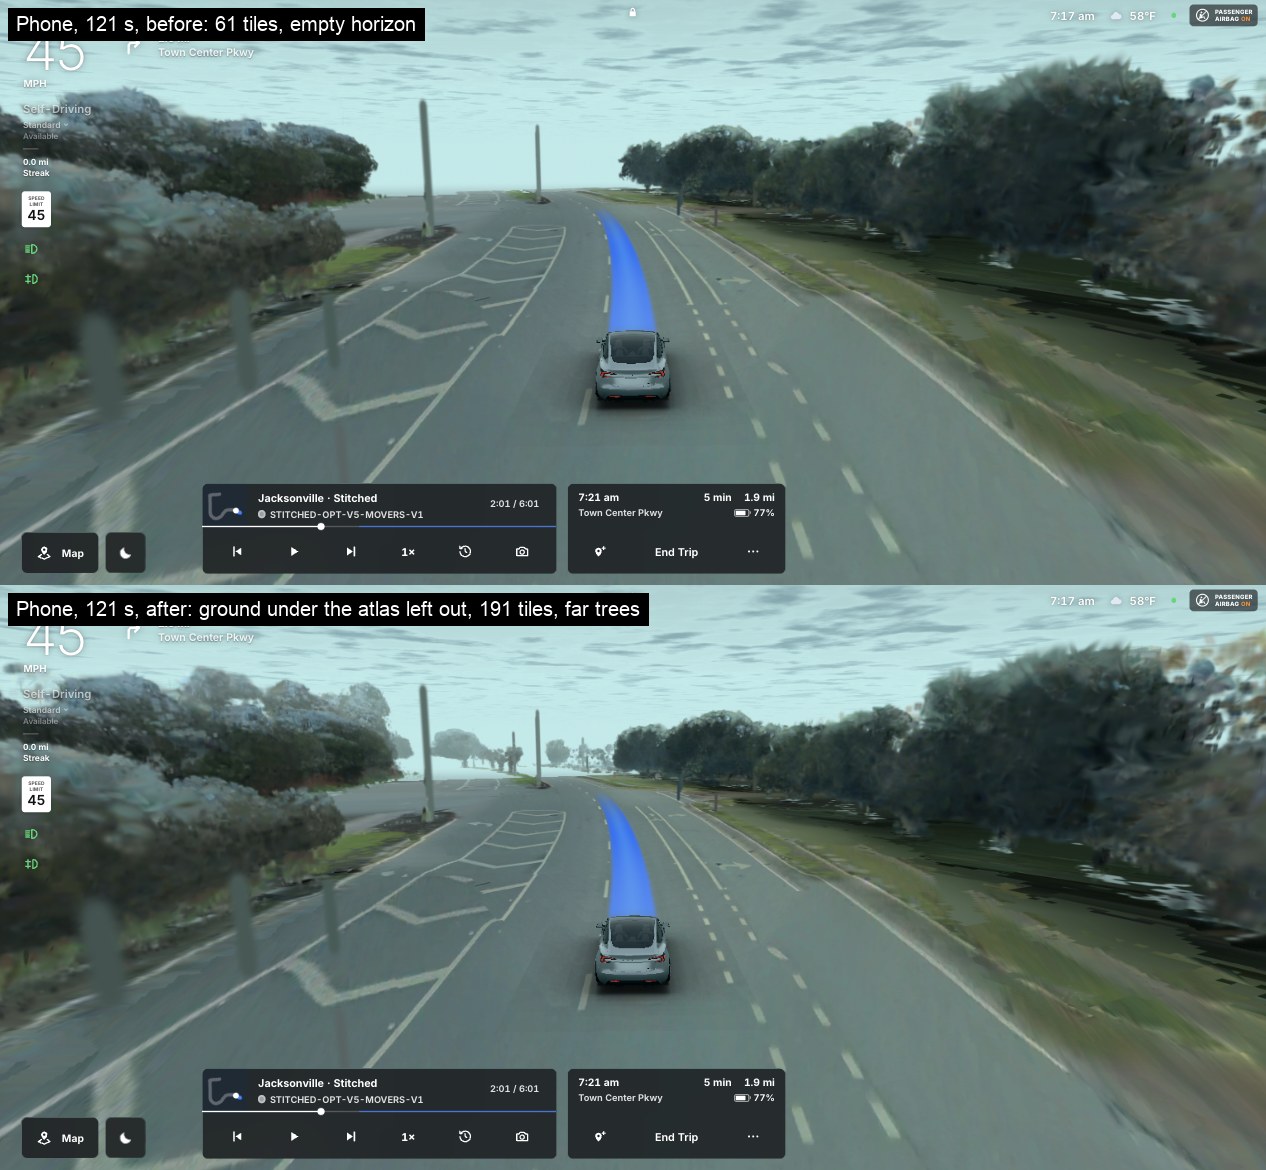 Phone, 121 s, before: 61 tiles, empty horizon
7:17 am 58°F PASSENGER AIRBAG ON
45
Town Center Pkwy
MPH
Self-Driving
Standard
Available
0.0 mi
Streak
SPEED LIMIT
45
Jacksonville · Stitched
STITCHED-OPT-V5-MOVERS-V1
2:01 / 6:01
7:21 am 5 min 1.9 mi
Town Center Pkwy 77%
Map
1×
End Trip
Phone, 121 s, after: ground under the atlas left out, 191 tiles, far trees
7:17 am 58°F PASSENGER AIRBAG ON
45
Town Center Pkwy
MPH
Self-Driving
Standard
Available
0.0 mi
Streak
SPEED LIMIT
45
Jacksonville · Stitched
STITCHED-OPT-V5-MOVERS-V1
2:01 / 6:01
7:21 am 5 min 1.9 mi
Town Center Pkwy 77%
Map
1×
End Trip